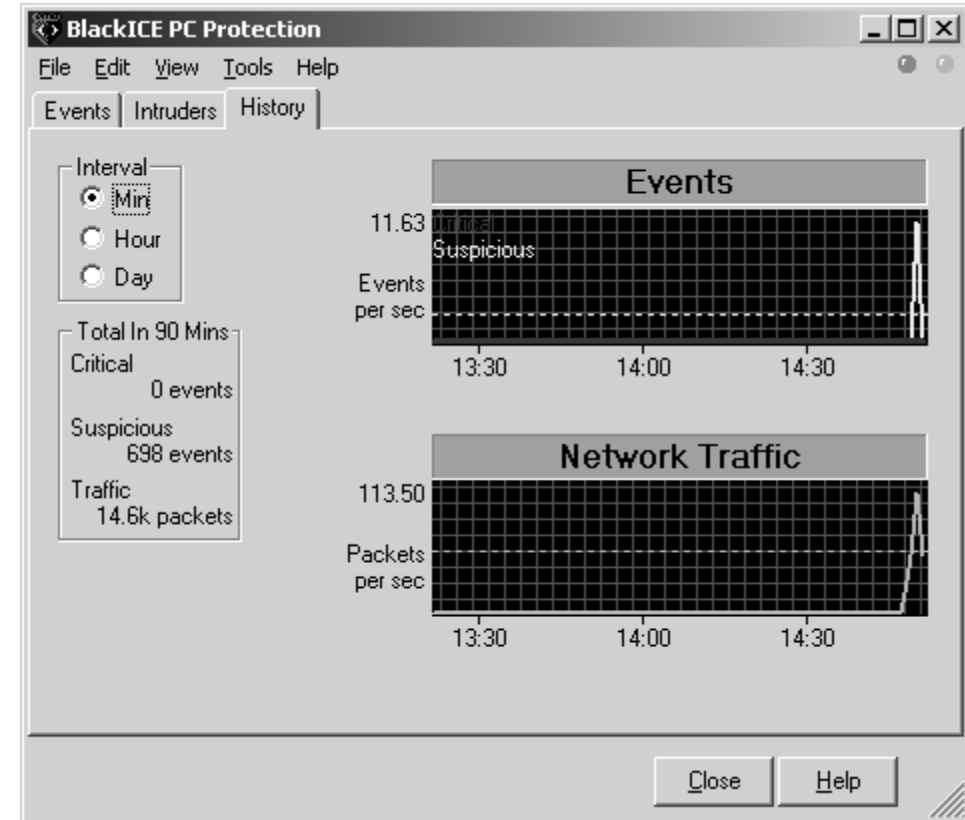 BlackICE PC Protection
File Edit View Tools Help
Events Intruders History
Interval
Min
Hour
Day
Total In 90 Mins
Critical
0 events
Suspicious
698 events
Traffic
14.6k packets
Events
11.63
Critical
Suspicious
Events
per sec
13:30 14:00 14:30
Network Traffic
113.50
Packets
per sec
13:30 14:00 14:30
Close Help